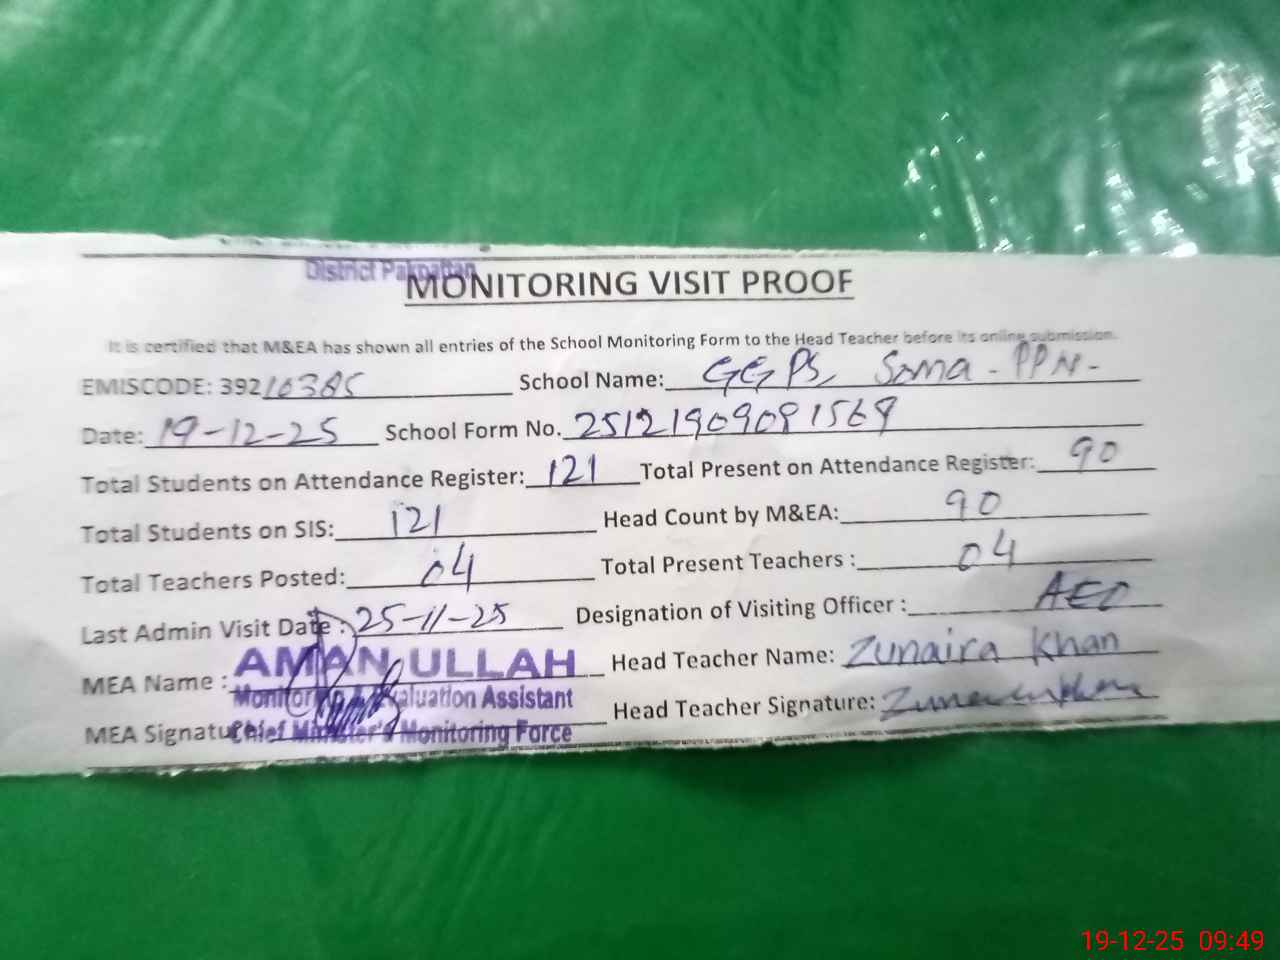 District Pakpattan
MONITORING VISIT PROOF
It is certified that M&EA has shown all entries of the School Monitoring Form to the Head Teacher before its online submission.
EMISCODE: 39210385 School Name: GGPS, Soma - PPN-
Date: 19-12-25 School Form No. 25121909091569
Total Students on Attendance Register: 121 Total Present on Attendance Register: 90
Total Students on SIS: 121 Head Count by M&EA: 90
Total Teachers Posted: 04 Total Present Teachers : 04
Last Admin Visit Date : 25-11-25 Designation of Visiting Officer : AEO
MEA Name : AMAN ULLAH Head Teacher Name: Zunaira Khan
Monitoring & Evaluation Assistant
MEA Signature: Chief Minister's Monitoring Force Head Teacher Signature:
19-12-25 09:49